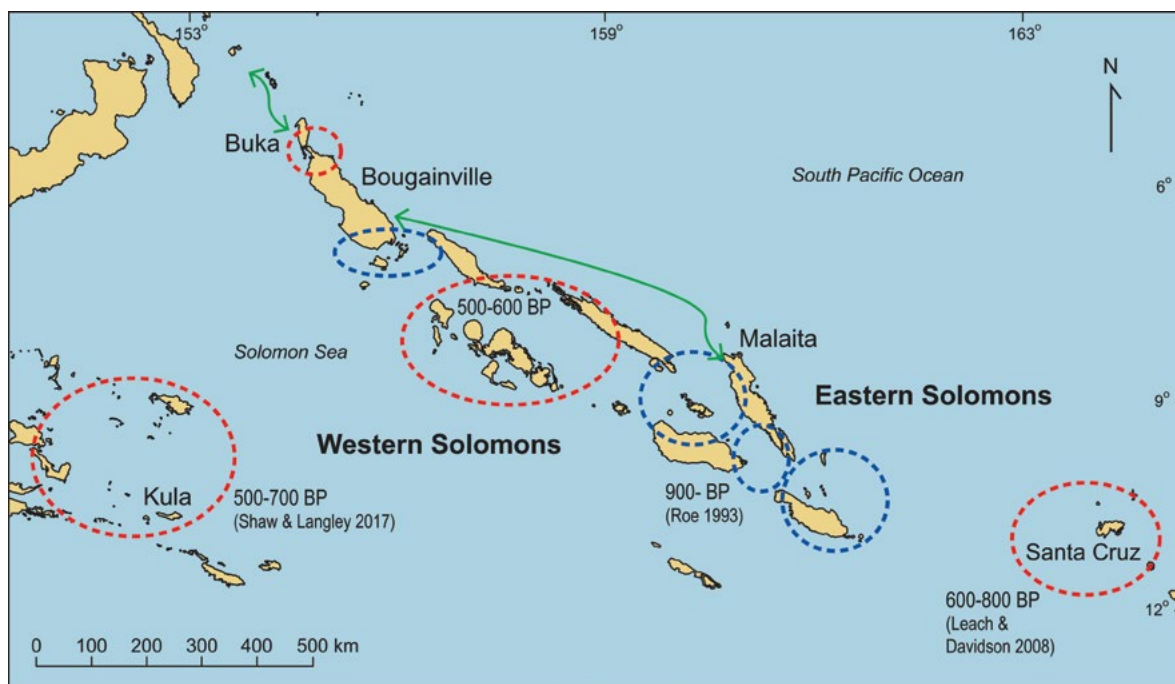 153°
159°
163°
N
Buka
Bougainville
South Pacific Ocean
6°
500-600 BP
Solomon Sea
Malaita
Western Solomons
Eastern Solomons
9°
Kula
500-700 BP
(Shaw & Langley 2017)
900- BP
(Roe 1993)
Santa Cruz
600-800 BP
(Leach &
Davidson 2008)
12°
0 100 200 300 400 500 km